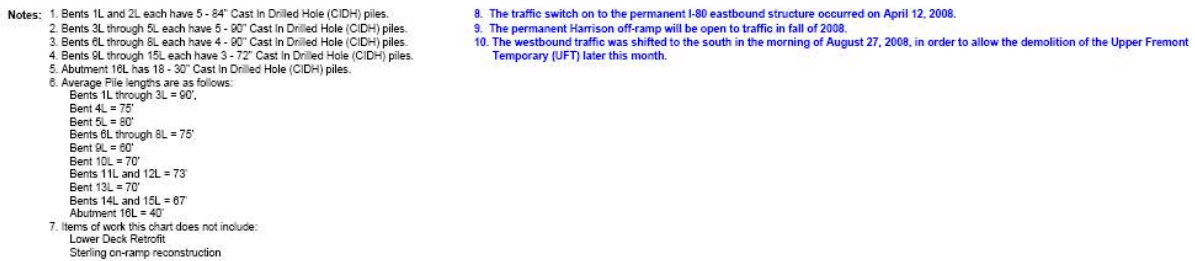 Notes: 1. Bents 1L and 2L each have 5 - 84" Cast In Drilled Hole (CIDH) piles.
2. Bents 3L through 5L each have 5 - 90" Cast In Drilled Hole (CIDH) piles.
3. Bents 6L through 8L each have 4 - 90" Cast In Drilled Hole (CIDH) piles.
4. Bents 9L through 15L each have 3 - 72" Cast In Drilled Hole (CIDH) piles.
5. Abutment 16L has 18 - 30" Cast In Drilled Hole (CIDH) piles.
6. Average Pile lengths are as follows:
Bents 1L through 3L = 90',
Bent 4L = 75'
Bent 5L = 80'
Bents 6L through 8L = 75'
Bent 9L = 60'
Bent 10L = 70'
Bents 11L and 12L = 73'
Bent 13L = 70'
Bents 14L and 15L = 67'
Abutment 16L = 40'
7. Items of work this chart does not include:
Lower Deck Retrofit
Sterling on-ramp reconstruction
8. The traffic switch on to the permanent I-80 eastbound structure occurred on April 12, 2008.
9. The permanent Harrison off-ramp will be open to traffic in fall of 2008.
10. The westbound traffic was shifted to the south in the morning of August 27, 2008, in order to allow the demolition of the Upper Fremont
Temporary (UFT) later this month.